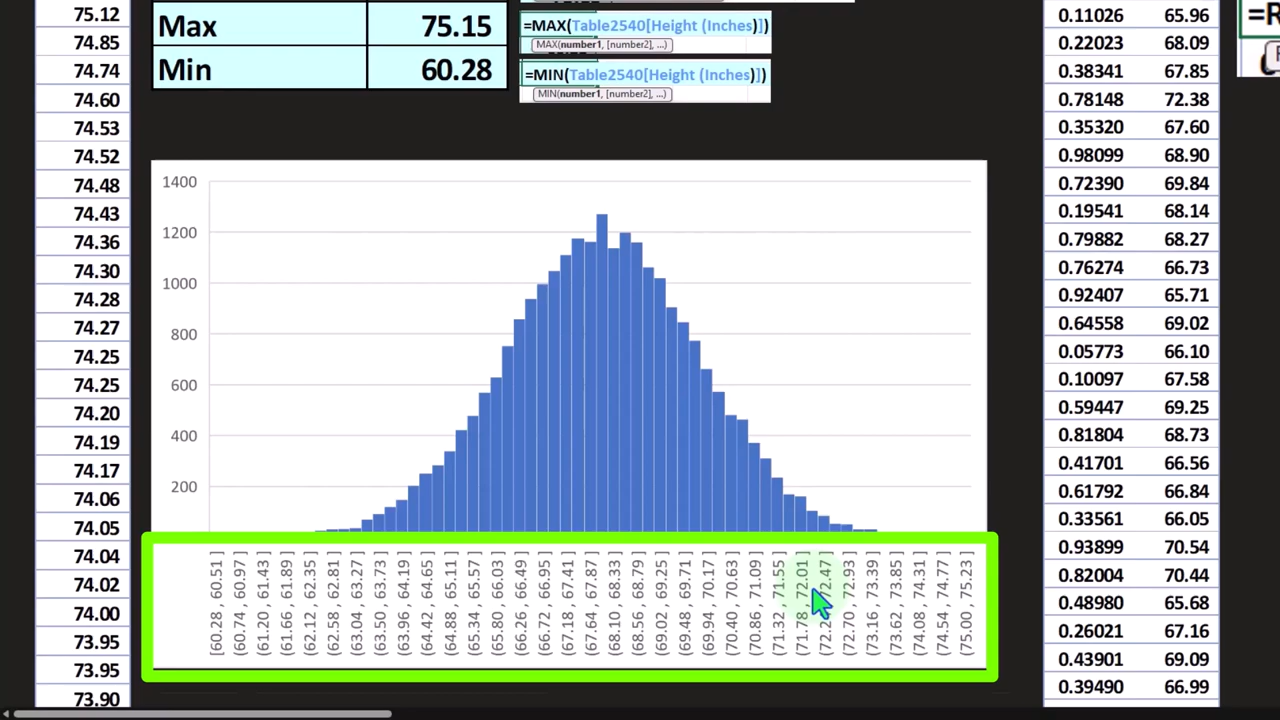 75.12
74.85
74.74
74.60
74.53
74.52
74.48
74.43
74.36
74.30
74.28
74.27
74.25
74.25
74.20
74.19
74.17
74.06
74.05
74.04
74.02
74.00
73.95
73.95
73.90
Max 75.15
Min 60.28
=MAX(Table2540[Height (Inches)])
MAX(number1, [number2], ...)
=MIN(Table2540[Height (Inches)])
MIN(number1, [number2], ...)
1400
1200
1000
800
600
400
200
[60.28 , 60.51 ]
(60.74 , 60.97 ]
(61.20 , 61.43 ]
(61.66 , 61.89 ]
(62.12 , 62.35 ]
(62.58 , 62.81 ]
(63.04 , 63.27 ]
(63.50 , 63.73 ]
(63.96 , 64.19 ]
(64.42 , 64.65 ]
(64.88 , 65.11 ]
(65.34 , 65.57 ]
(65.80 , 66.03 ]
(66.26 , 66.49 ]
(66.72 , 66.95 ]
(67.18 , 67.41 ]
(67.64 , 67.87 ]
(68.10 , 68.33 ]
(68.56 , 68.79 ]
(69.02 , 69.25 ]
(69.48 , 69.71 ]
(69.94 , 70.17 ]
(70.40 , 70.63 ]
(70.86 , 71.09 ]
(71.32 , 71.55 ]
(71.78 , 72.01 ]
72.47 ]
(72.70 , 72.93 ]
(73.16 , 73.39 ]
(73.62 , 73.85 ]
(74.08 , 74.31 ]
(74.54 , 74.77 ]
(75.00 , 75.23 ]
0.11026 65.96
0.22023 68.09
0.38341 67.85
0.78148 72.38
0.35320 67.60
0.98099 68.90
0.72390 69.84
0.19541 68.14
0.79882 68.27
0.76274 66.73
0.92407 65.71
0.64558 69.02
0.05773 66.10
0.10097 67.58
0.59447 69.25
0.81804 68.73
0.41701 66.56
0.61792 66.84
0.33561 66.05
0.93899 70.54
0.82004 70.44
0.48980 65.68
0.26021 67.16
0.43901 69.09
0.39490 66.99